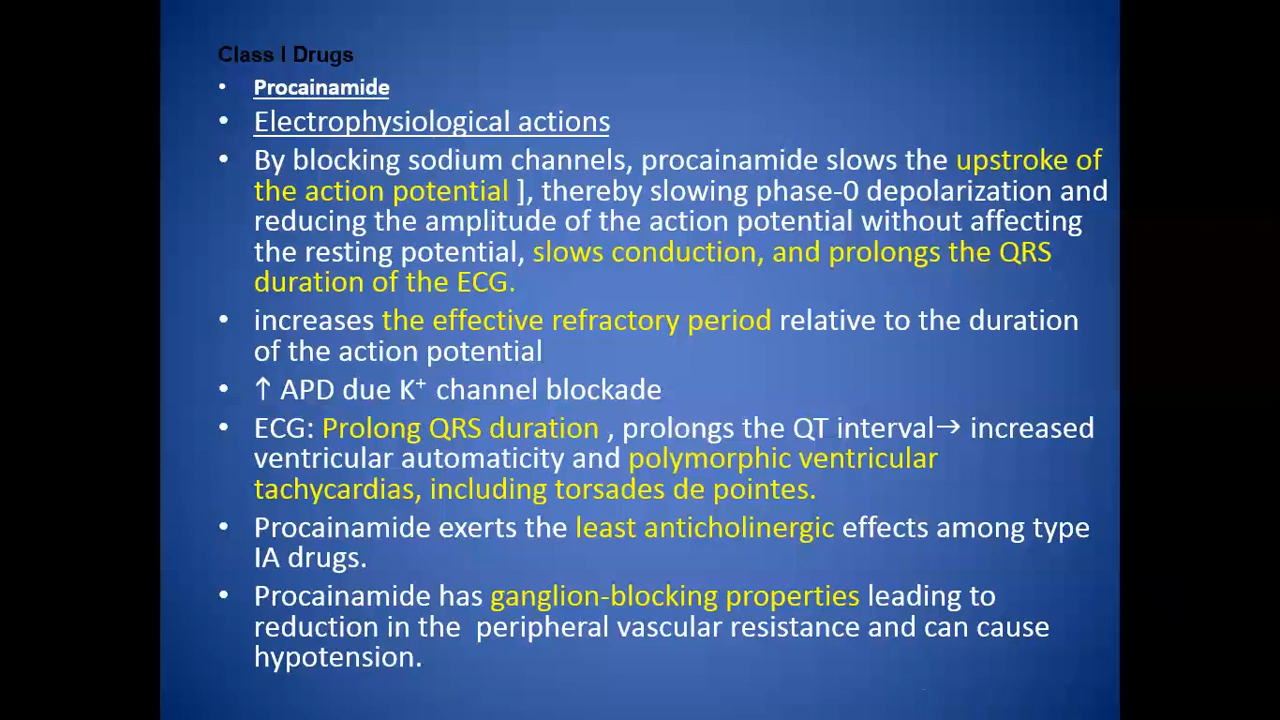 Class I Drugs
• Procainamide
• Electrophysiological actions
• By blocking sodium channels, procainamide slows the upstroke of
the action potential ], thereby slowing phase-0 depolarization and
reducing the amplitude of the action potential without affecting
the resting potential, slows conduction, and prolongs the QRS
duration of the ECG.
• increases the effective refractory period relative to the duration
of the action potential
• ↑ APD due K⁺ channel blockade
• ECG: Prolong QRS duration , prolongs the QT interval→ increased
ventricular automaticity and polymorphic ventricular
tachycardias, including torsades de pointes.
• Procainamide exerts the least anticholinergic effects among type
IA drugs.
• Procainamide has ganglion-blocking properties leading to
reduction in the  peripheral vascular resistance and can cause
hypotension.